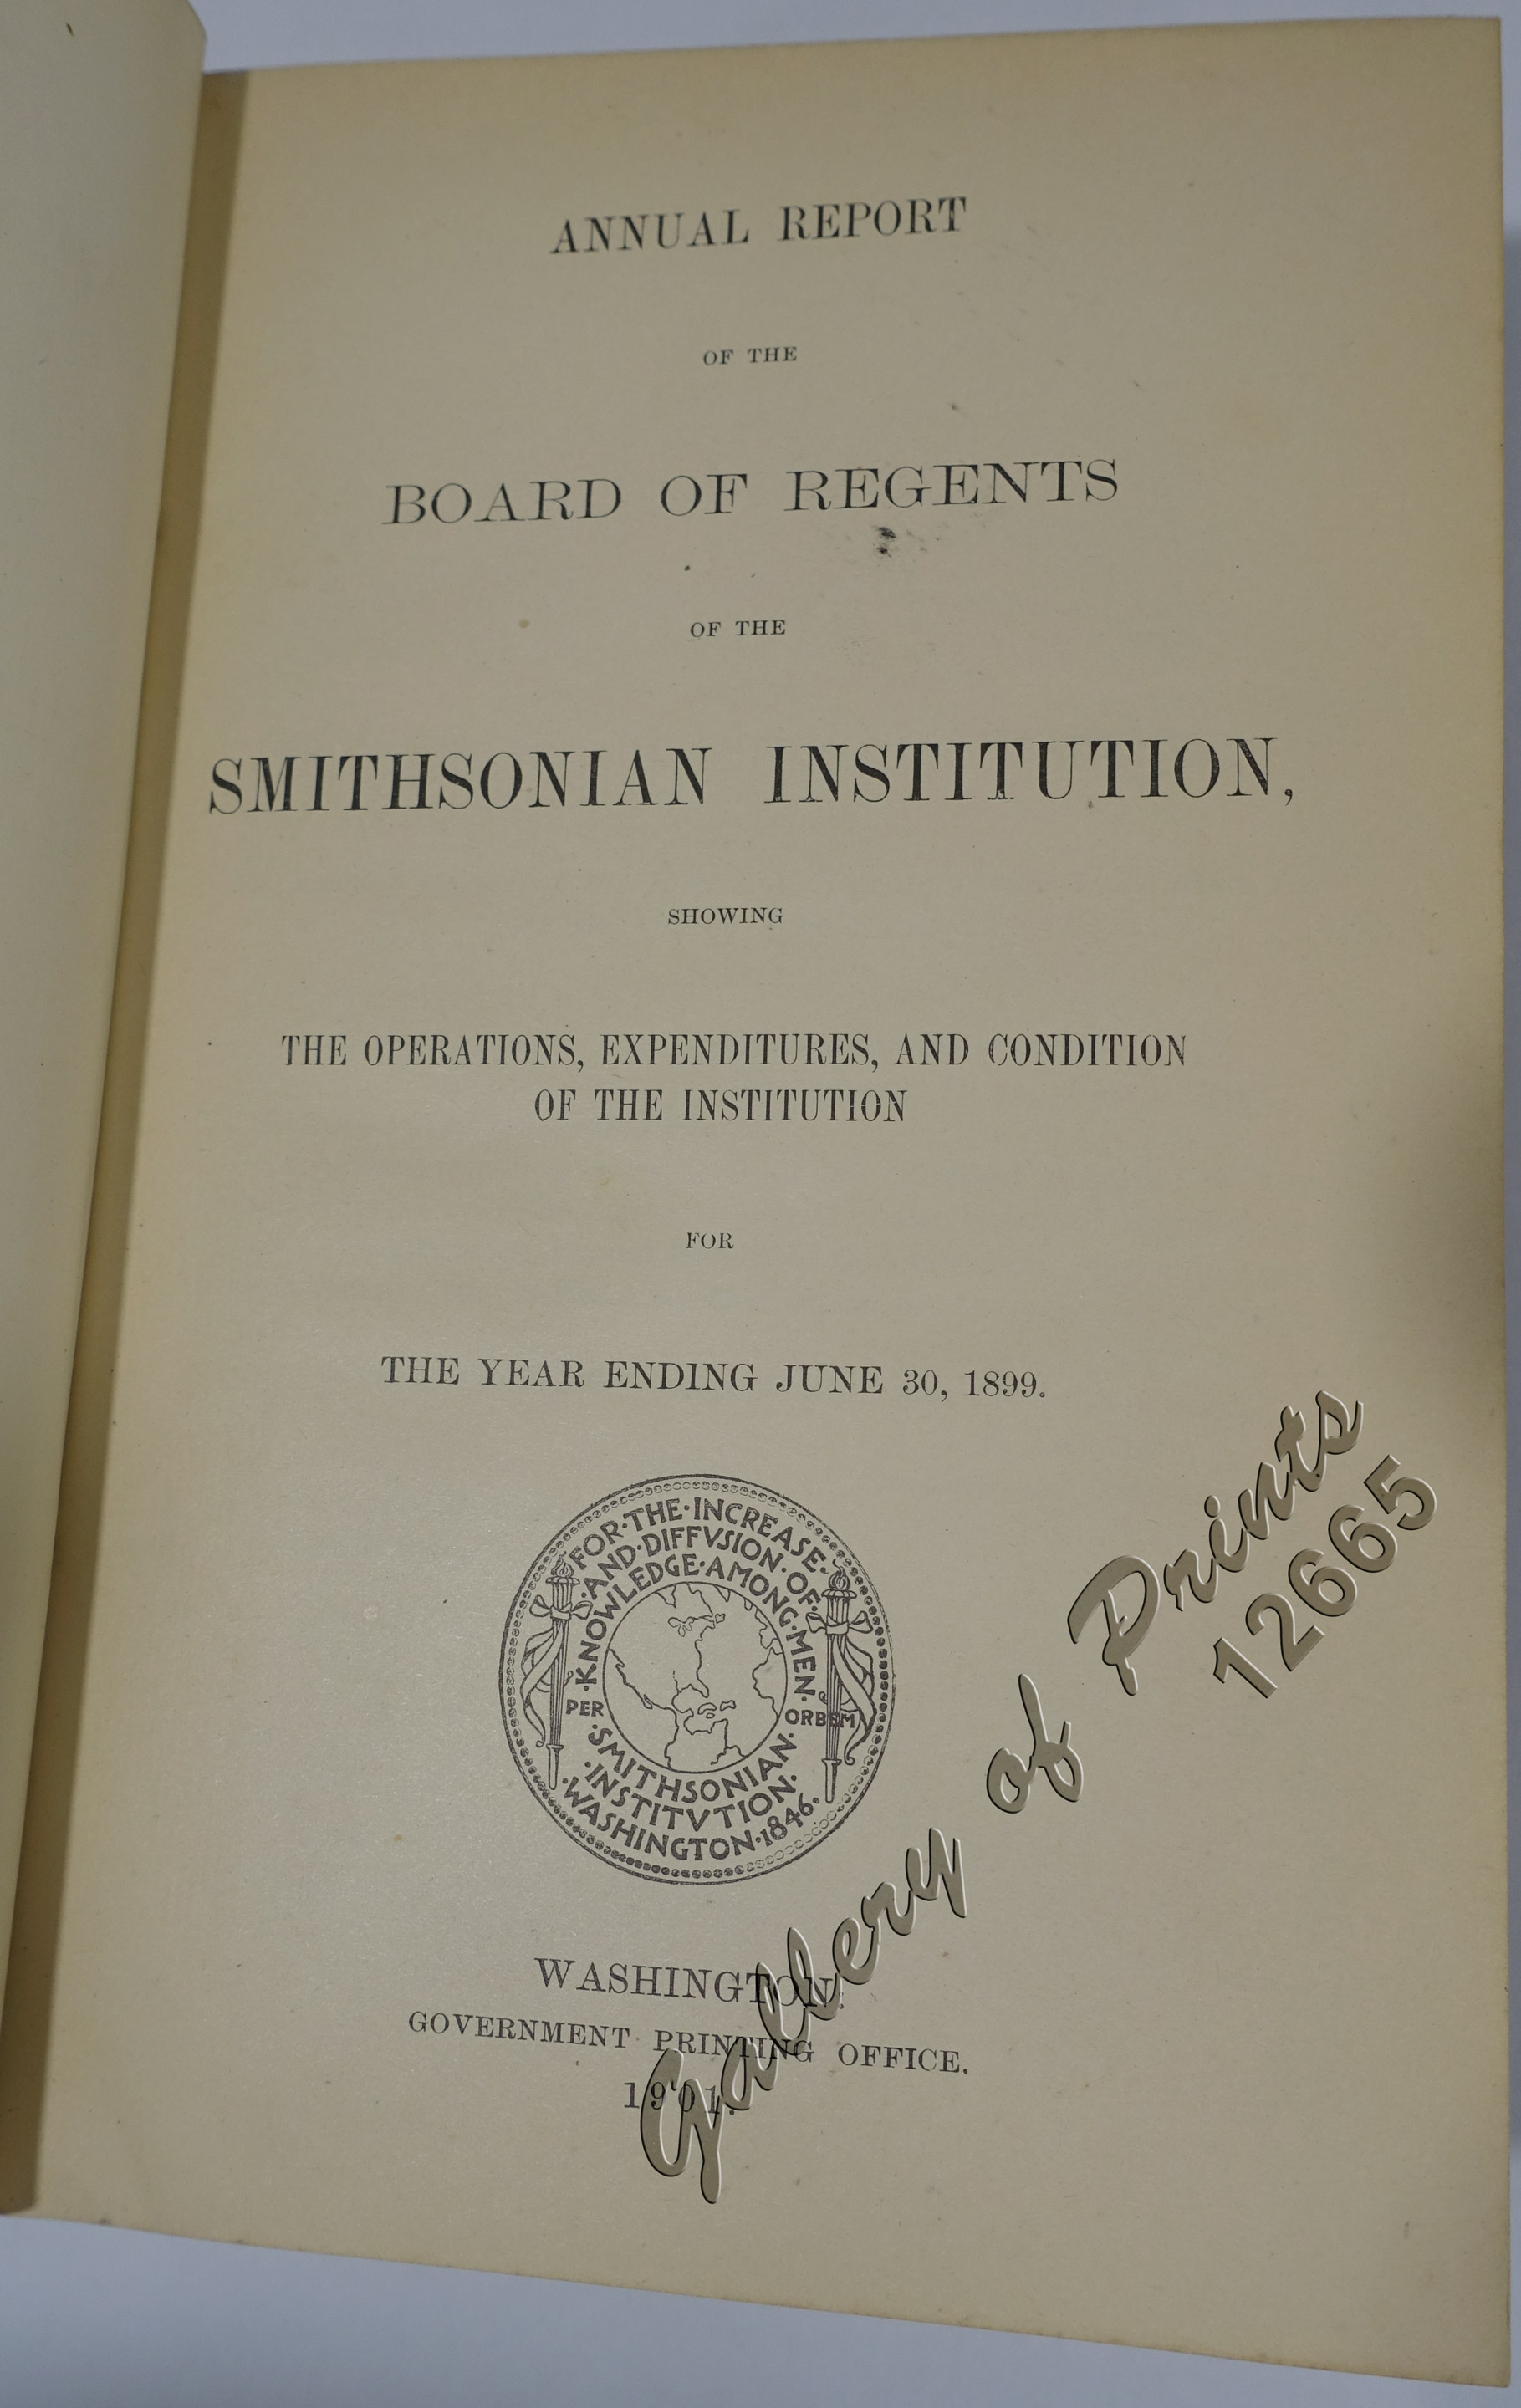 ANNUAL REPORT
OF THE
BOARD OF REGENTS
OF THE
SMITHSONIAN INSTITUTION,
SHOWING
THE OPERATIONS, EXPENDITURES, AND CONDITION
OF THE INSTITUTION
FOR
THE YEAR ENDING JUNE 30, 1899.
FOR·THE·INCREASE·
·AND·DIFFVSION·OF·
·KNOWLEDGE·AMONG·MEN·
PER ORBEM
·SMITHSONIAN·
·INSTITVTION·
·WASHINGTON·1846·
WASHINGTON:
GOVERNMENT PRINTING OFFICE.
1901.
Gallery of Prints
12665